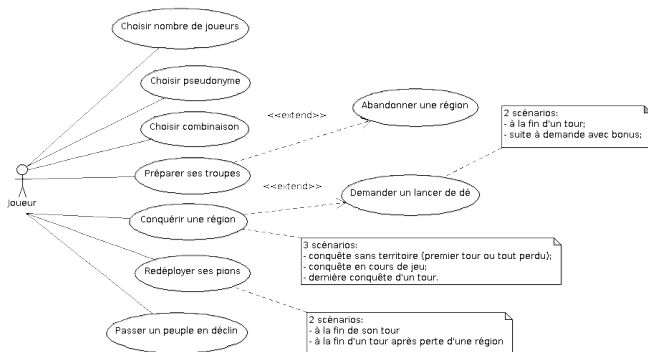 Choisir nombre de joueurs
Choisir pseudonyme
Abandonner une région
<<extend>>
2 scénarios:
- à la fin d'un tour;
- suite à demande avec bonus;
Choisir combinaison
Préparer ses troupes
<<extend>>
Demander un lancer de dé
Joueur
Conquérir une région
3 scénarios:
- conquête sans territoire (premier tour ou tout perdu);
- conquête en cours de jeu;
- dernière conquête d'un tour.
Redéployer ses pions
2 scénarios:
- à la fin de son tour
- à la fin d'un tour après perte d'une région
Passer un peuple en déclin